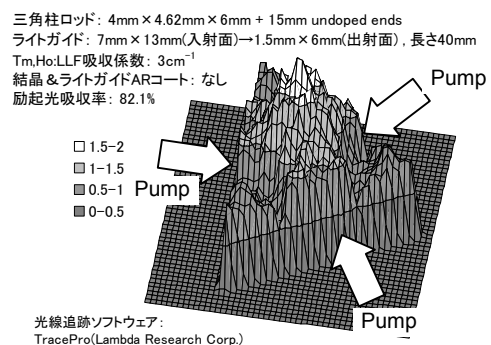 三角柱ロッド: 4mm×4.62mm×6mm + 15mm undoped ends
ライトガイド: 7mm×13mm(入射面)→1.5mm×6mm(出射面) , 長さ40mm
Tm,Ho:LLF吸収係数: 3cm⁻¹
結晶&ライトガイドARコート: なし
励起光吸収率: 82.1%
Pump
1.5-2
1-1.5
0.5-1
0-0.5
Pump
Pump
光線追跡ソフトウェア:
TracePro(Lambda Research Corp.)